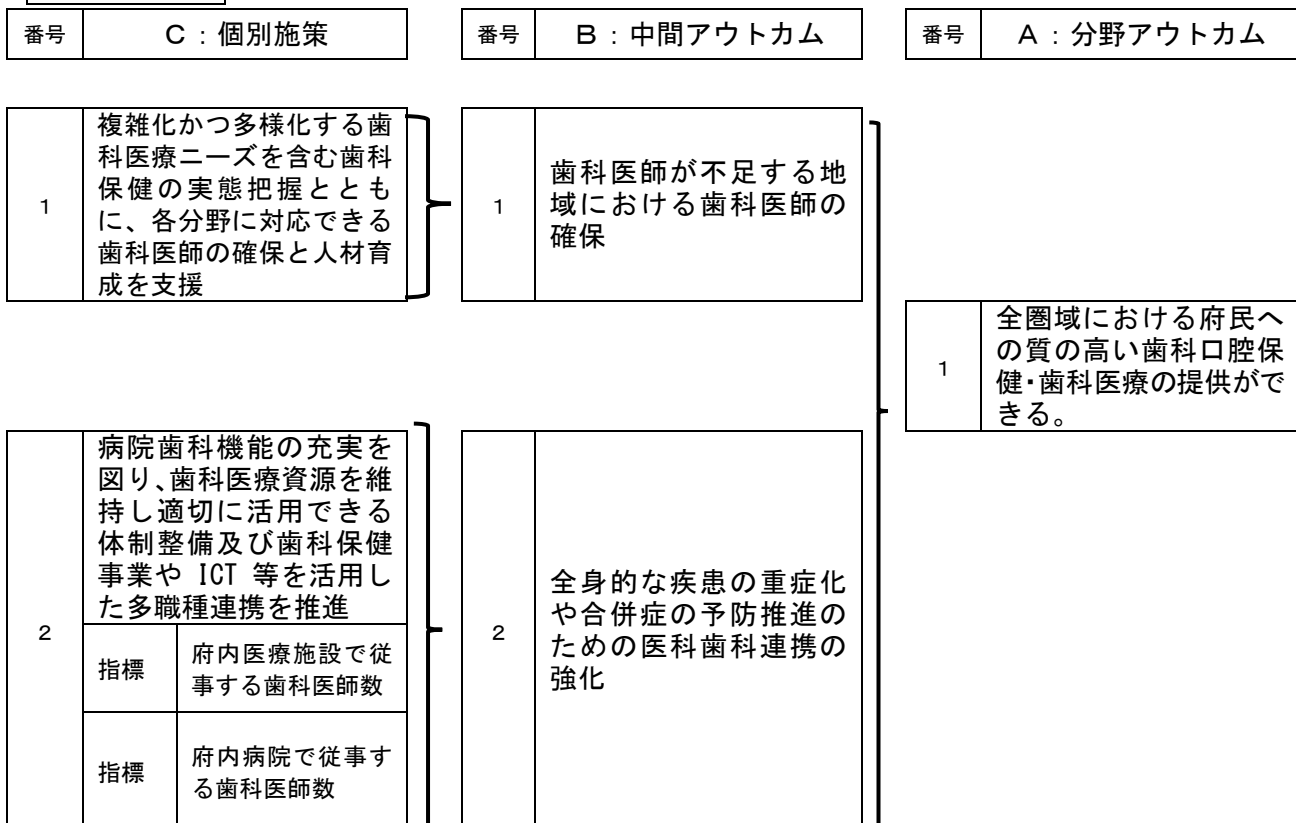 番号 C：個別施策 番号 B：中間アウトカム 番号 A：分野アウトカム
1
複雑化かつ多様化する歯
科医療ニーズを含む歯科
保健の実態把握ととも
に、各分野に対応できる
歯科医師の確保と人材育
成を支援
1
歯科医師が不足する地
域における歯科医師の
確保
1
全圏域における府民へ
の質の高い歯科口腔保
健・歯科医療の提供がで
きる。
2
病院歯科機能の充実を
図り、歯科医療資源を維
持し適切に活用できる
体制整備及び歯科保健
事業や ICT 等を活用し
た多職種連携を推進
指標
府内医療施設で従
事する歯科医師数
指標
府内病院で従事す
る歯科医師数
2
全身的な疾患の重症化
や合併症の予防推進の
ための医科歯科連携の
強化